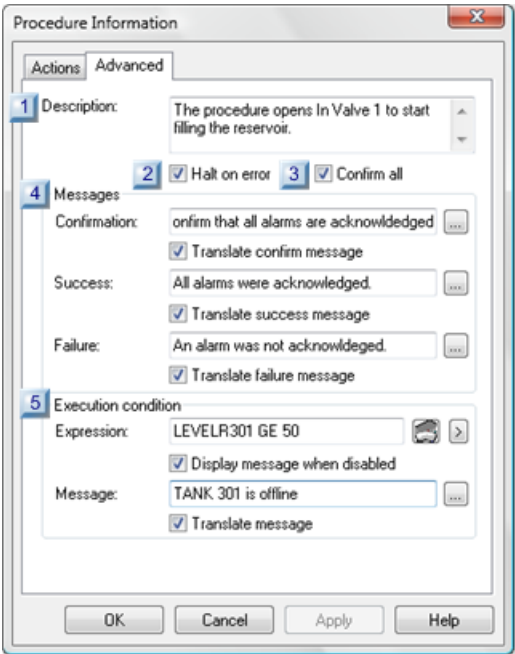 Procedure Information
Actions Advanced
1 Description: The procedure opens In Valve 1 to start
filling the reservoir.
2 Halt on error 3 Confirm all
4 Messages
Confirmation: onfirm that all alarms are acknowldedged ...
Translate confirm message
Success: All alarms were acknowledged. ...
Translate success message
Failure: An alarm was not acknowldeged. ...
Translate failure message
5 Execution condition
Expression: LEVELR301 GE 50 >
Display message when disabled
Message: TANK 301 is offline ...
Translate message
OK Cancel Apply Help